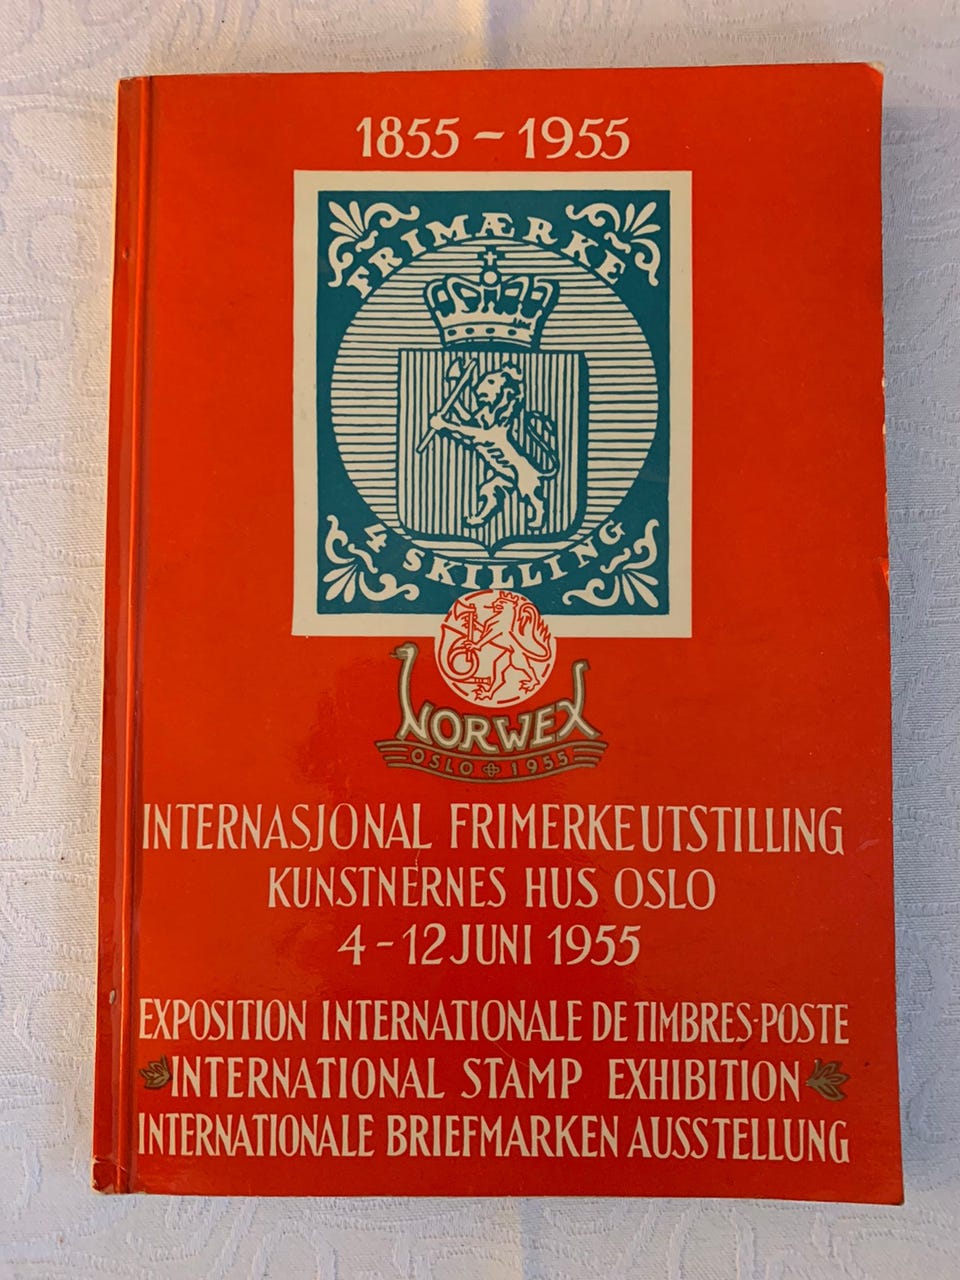 1855 - 1955
FRIMÆRKE
4 SKILLING
NORWEX
OSLO 1955
INTERNASJONAL FRIMERKEUTSTILLING
KUNSTNERNES HUS OSLO
4 - 12 JUNI 1955
EXPOSITION INTERNATIONALE DE TIMBRES-POSTE
INTERNATIONAL STAMP EXHIBITION
INTERNATIONALE BRIEFMARKEN AUSSTELLUNG